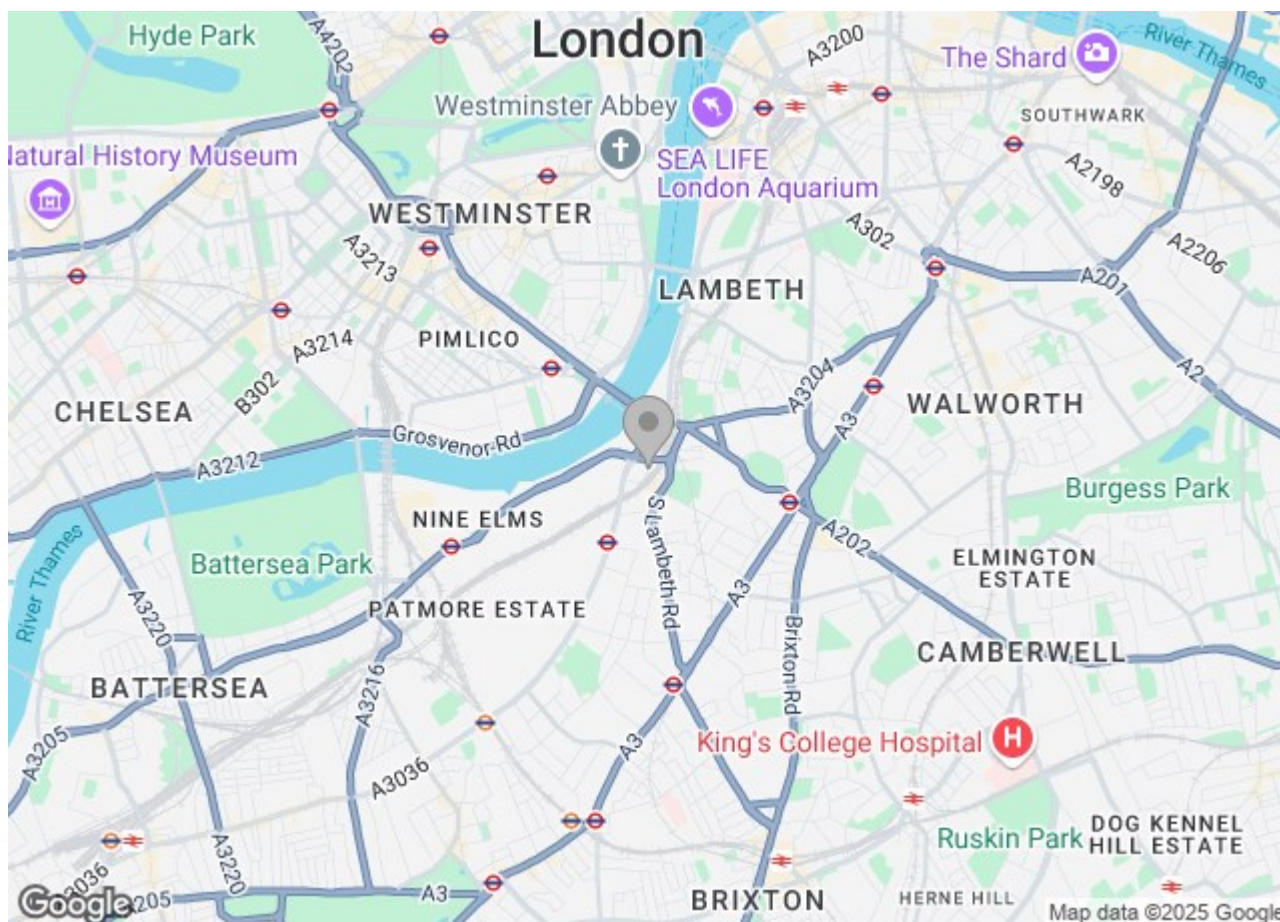 Hyde Park
A4202
London
A3200
River Thames
The Shard
Westminster Abbey
SOUTHWARK
Natural History Museum
SEA LIFE
London Aquarium
A2198
WESTMINSTER
A302
A2206
A3213
LAMBETH
A201
A3214
PIMLICO
A2
B302
A3204
CHELSEA
A3
WALWORTH
Grosvenor Rd
A3212
Burgess Park
NINE ELMS
S Lambeth Rd
A202
Battersea Park
ELMINGTON
ESTATE
River Thames
A3220
PATMORE ESTATE
A3
Brixton Rd
CAMBERWELL
BATTERSEA
A3216
A3205
A3
King's College Hospital
H
A3036
Ruskin Park
DOG KENNEL
HILL ESTATE
A3220
A3036
A3205
A3
BRIXTON
HERNE HILL
Google
Map data ©2025 Google